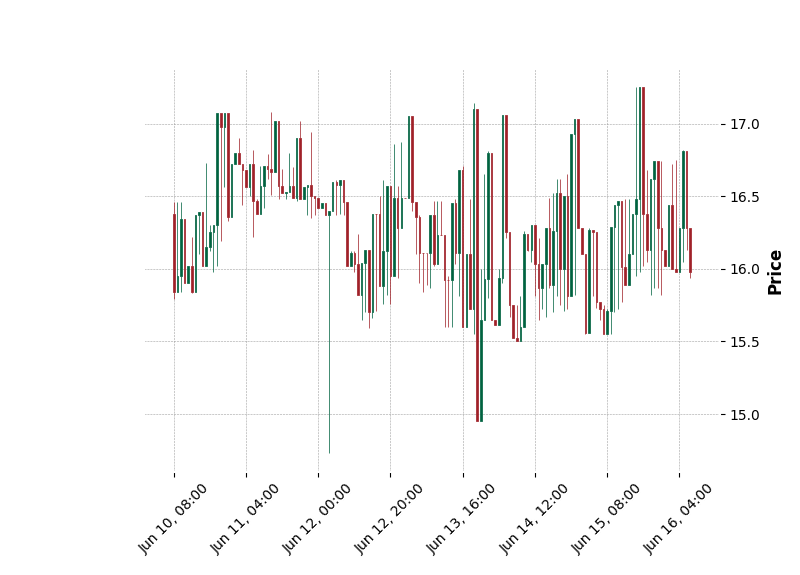 17.0
16.5
16.0
15.5
15.0
Price
Jun 10, 08:00
Jun 11, 04:00
Jun 12, 00:00
Jun 12, 20:00
Jun 13, 16:00
Jun 14, 12:00
Jun 15, 08:00
Jun 16, 04:00